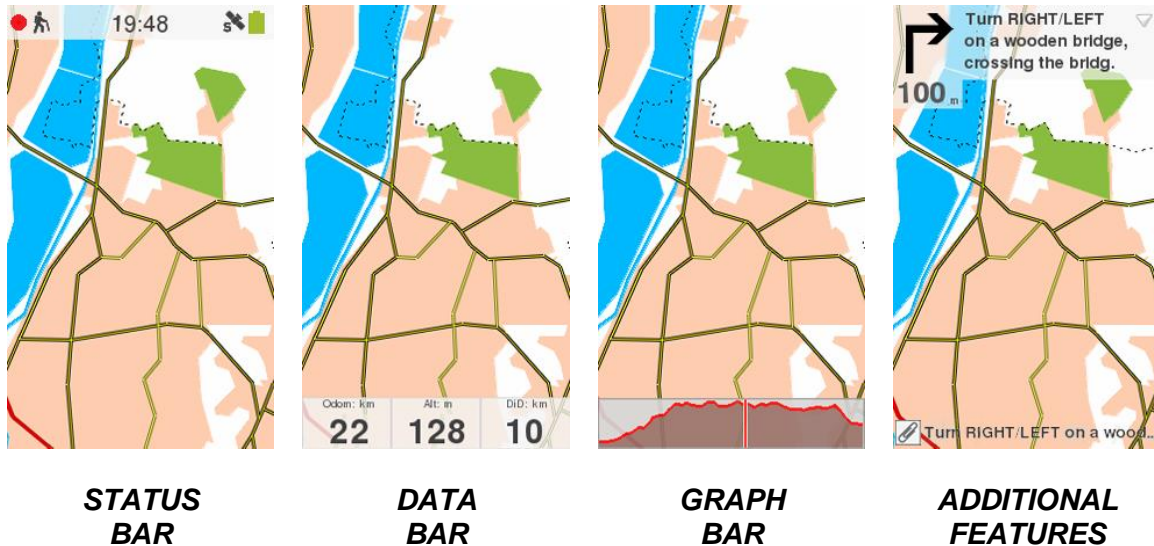 19:48
S
Odom: km
Alt: m
DiD: km
22
128
10
Turn RIGHT/LEFT
on a wooden bridge,
crossing the bridg.
100 m
Turn RIGHT/LEFT on a wood..
STATUS
BAR
DATA
BAR
GRAPH
BAR
ADDITIONAL
FEATURES